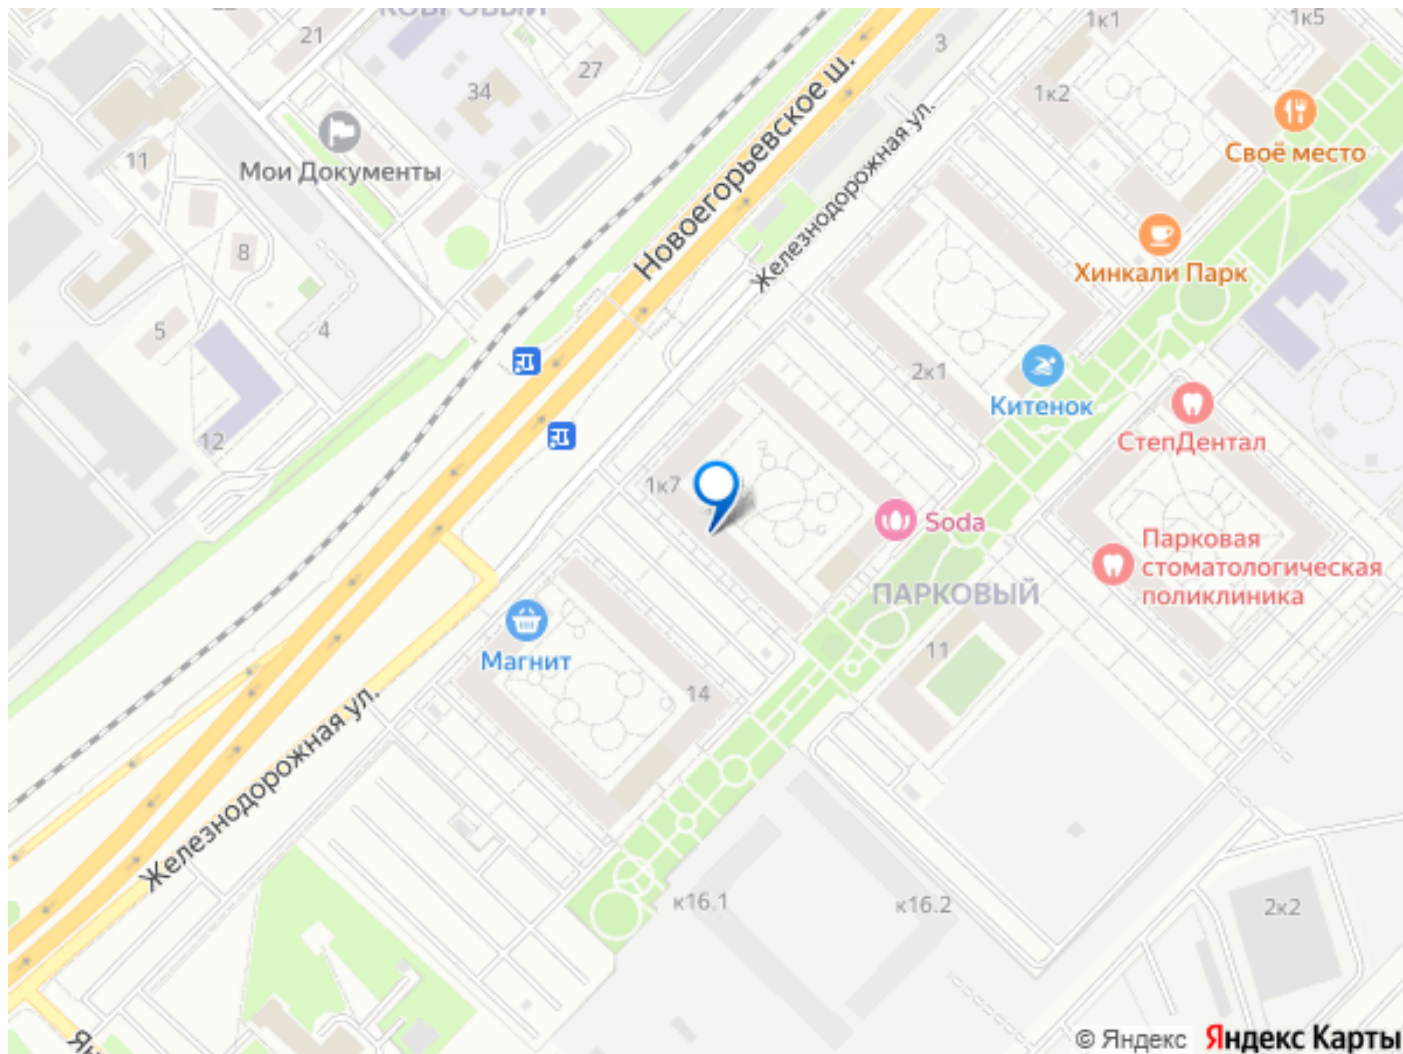 КОВРОВЫЙ
22
21
27
3
1к1
1к5
34
1к2
Новоегорьевское ш.
Железнодорожная ул.
Своё место
11
Мои Документы
8
Хинкали Парк
5
4
2к1
Китенок
12
СтепДентал
1к7
Soda
Парковая
стоматологическая
поликлиника
ПАРКОВЫЙ
11
Магнит
14
Железнодорожная ул.
к16.1
к16.2
2к2
© Яндекс Яндекс Карты